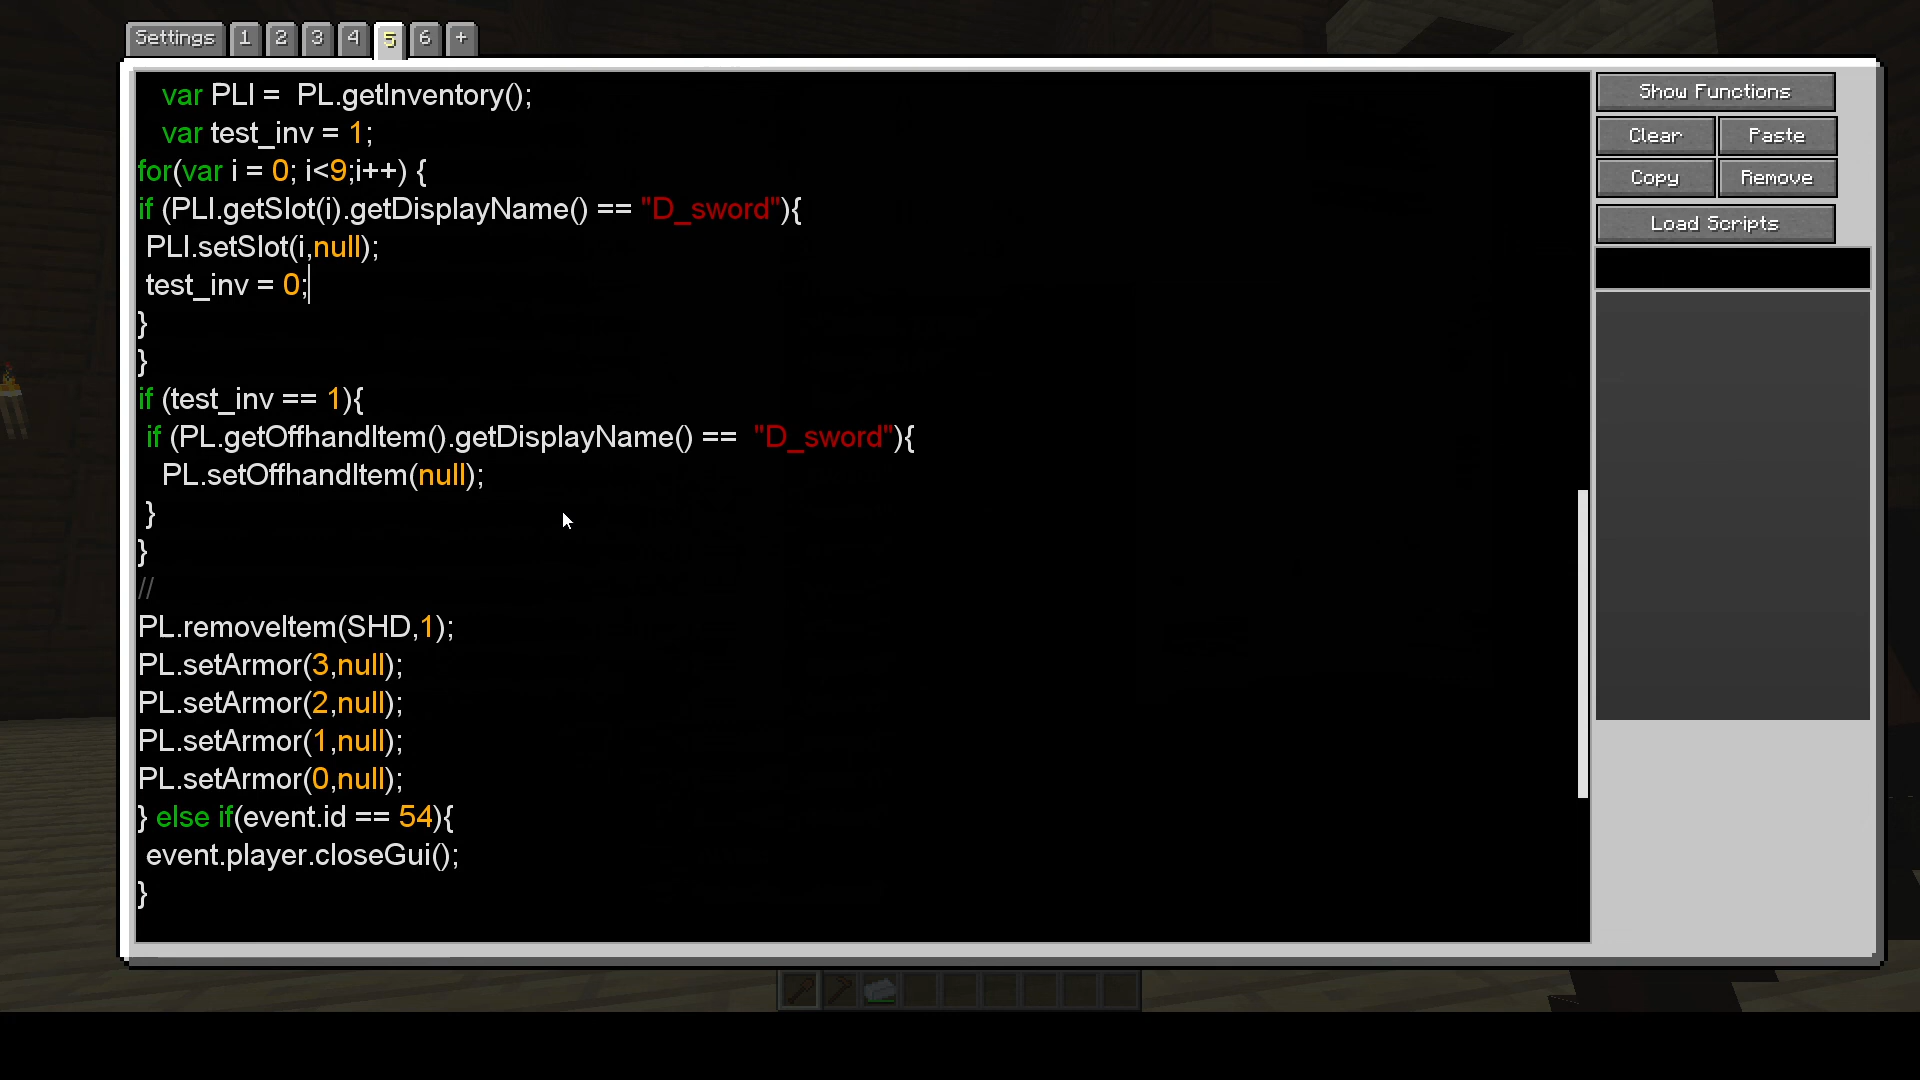 Settings 1 2 3 4 5 6 +
var PLI =  PL.getInventory();
var test_inv = 1;
for(var i = 0; i<9;i++) {
if (PLI.getSlot(i).getDisplayName() == "D_sword"){
PLI.setSlot(i,null);
test_inv = 0;
}
}
if (test_inv == 1){
if (PL.getOffhandItem().getDisplayName() ==  "D_sword"){
PL.setOffhandItem(null);
}
}
//
PL.removeItem(SHD,1);
PL.setArmor(3,null);
PL.setArmor(2,null);
PL.setArmor(1,null);
PL.setArmor(0,null);
} else if(event.id == 54){
event.player.closeGui();
}
Show Functions
Clear Paste
Copy Remove
Load Scripts